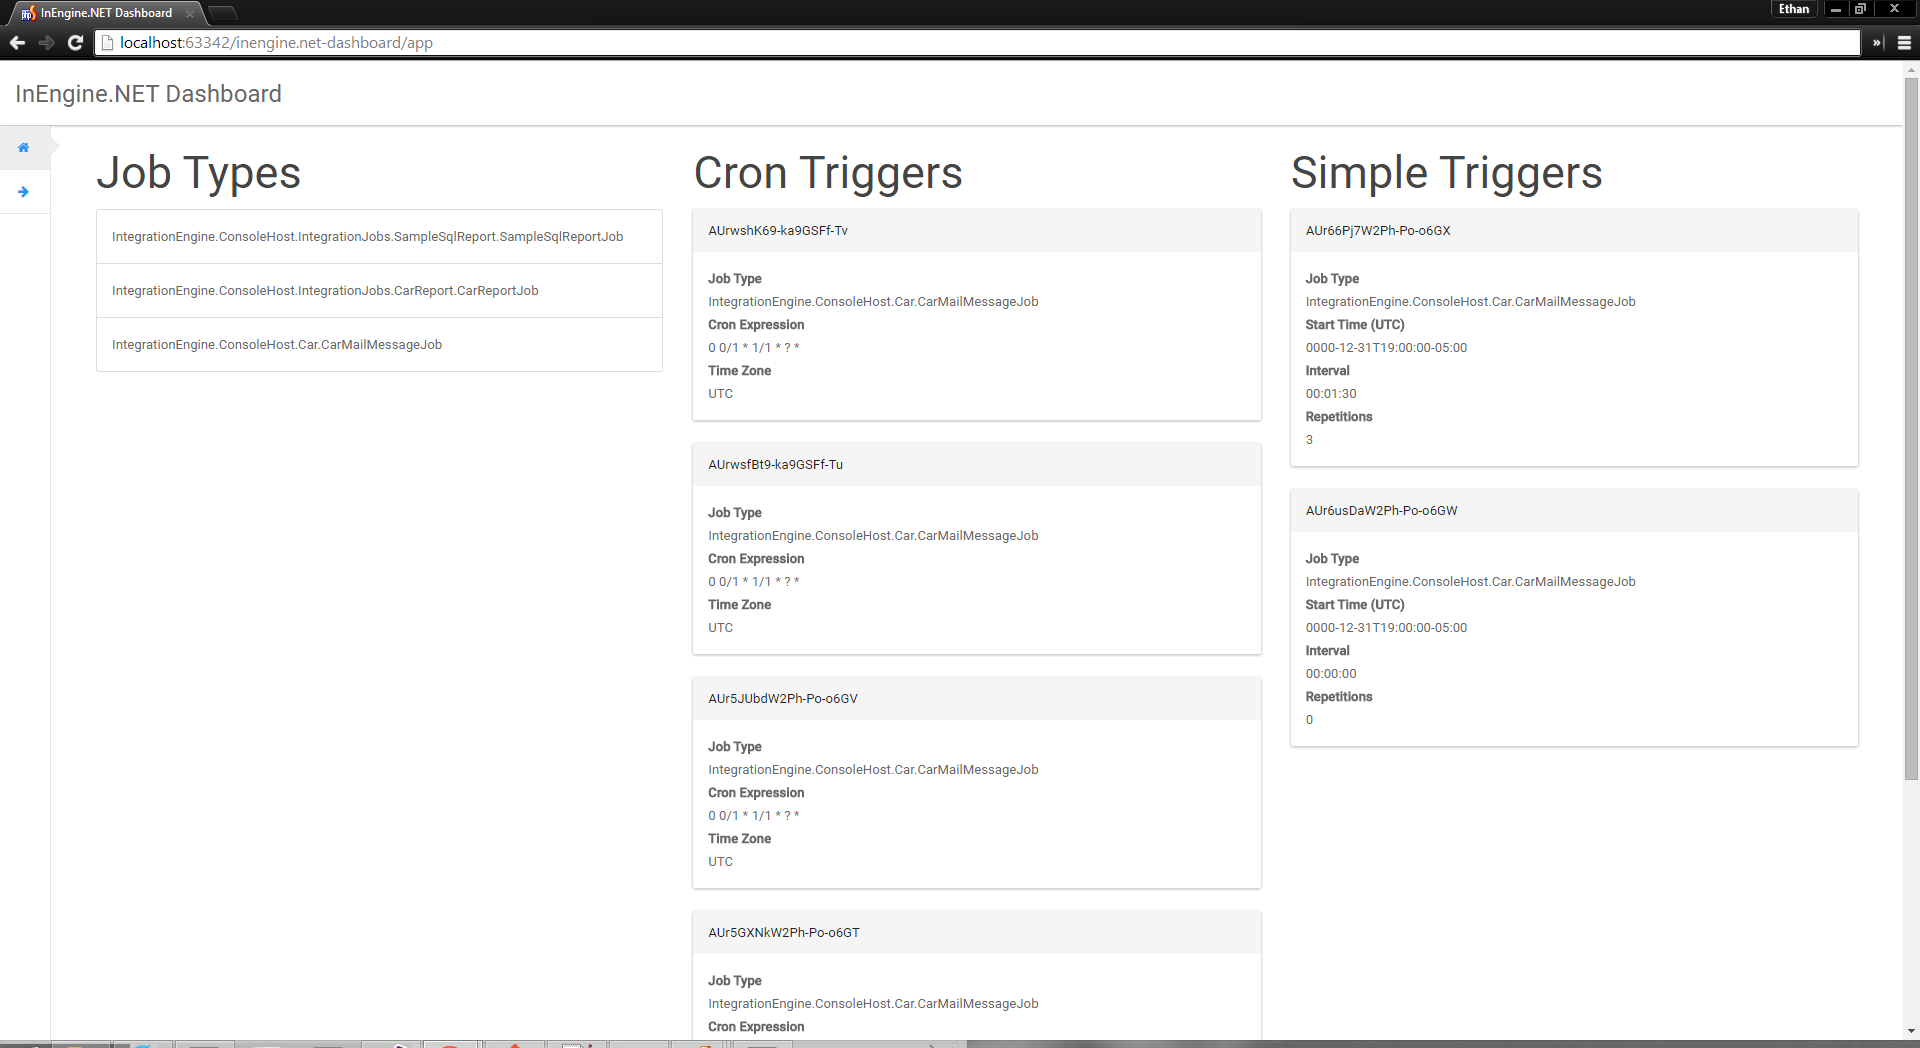 InEngine.NET Dashboard
Ethan
localhost:63342/inengine.net-dashboard/app
»
InEngine.NET Dashboard
Job Types
IntegrationEngine.ConsoleHost.IntegrationJobs.SampleSqlReport.SampleSqlReportJob
IntegrationEngine.ConsoleHost.IntegrationJobs.CarReport.CarReportJob
IntegrationEngine.ConsoleHost.Car.CarMailMessageJob
Cron Triggers
AUrwshK69-ka9GSFf-Tv
Job Type
IntegrationEngine.ConsoleHost.Car.CarMailMessageJob
Cron Expression
0 0/1 * 1/1 * ? *
Time Zone
UTC
AUrwsfBt9-ka9GSFf-Tu
Job Type
IntegrationEngine.ConsoleHost.Car.CarMailMessageJob
Cron Expression
0 0/1 * 1/1 * ? *
Time Zone
UTC
AUr5JUbdW2Ph-Po-o6GV
Job Type
IntegrationEngine.ConsoleHost.Car.CarMailMessageJob
Cron Expression
0 0/1 * 1/1 * ? *
Time Zone
UTC
AUr5GXNkW2Ph-Po-o6GT
Job Type
IntegrationEngine.ConsoleHost.Car.CarMailMessageJob
Cron Expression
Simple Triggers
AUr66Pj7W2Ph-Po-o6GX
Job Type
IntegrationEngine.ConsoleHost.Car.CarMailMessageJob
Start Time (UTC)
0000-12-31T19:00:00-05:00
Interval
00:01:30
Repetitions
3
AUr6usDaW2Ph-Po-o6GW
Job Type
IntegrationEngine.ConsoleHost.Car.CarMailMessageJob
Start Time (UTC)
0000-12-31T19:00:00-05:00
Interval
00:00:00
Repetitions
0